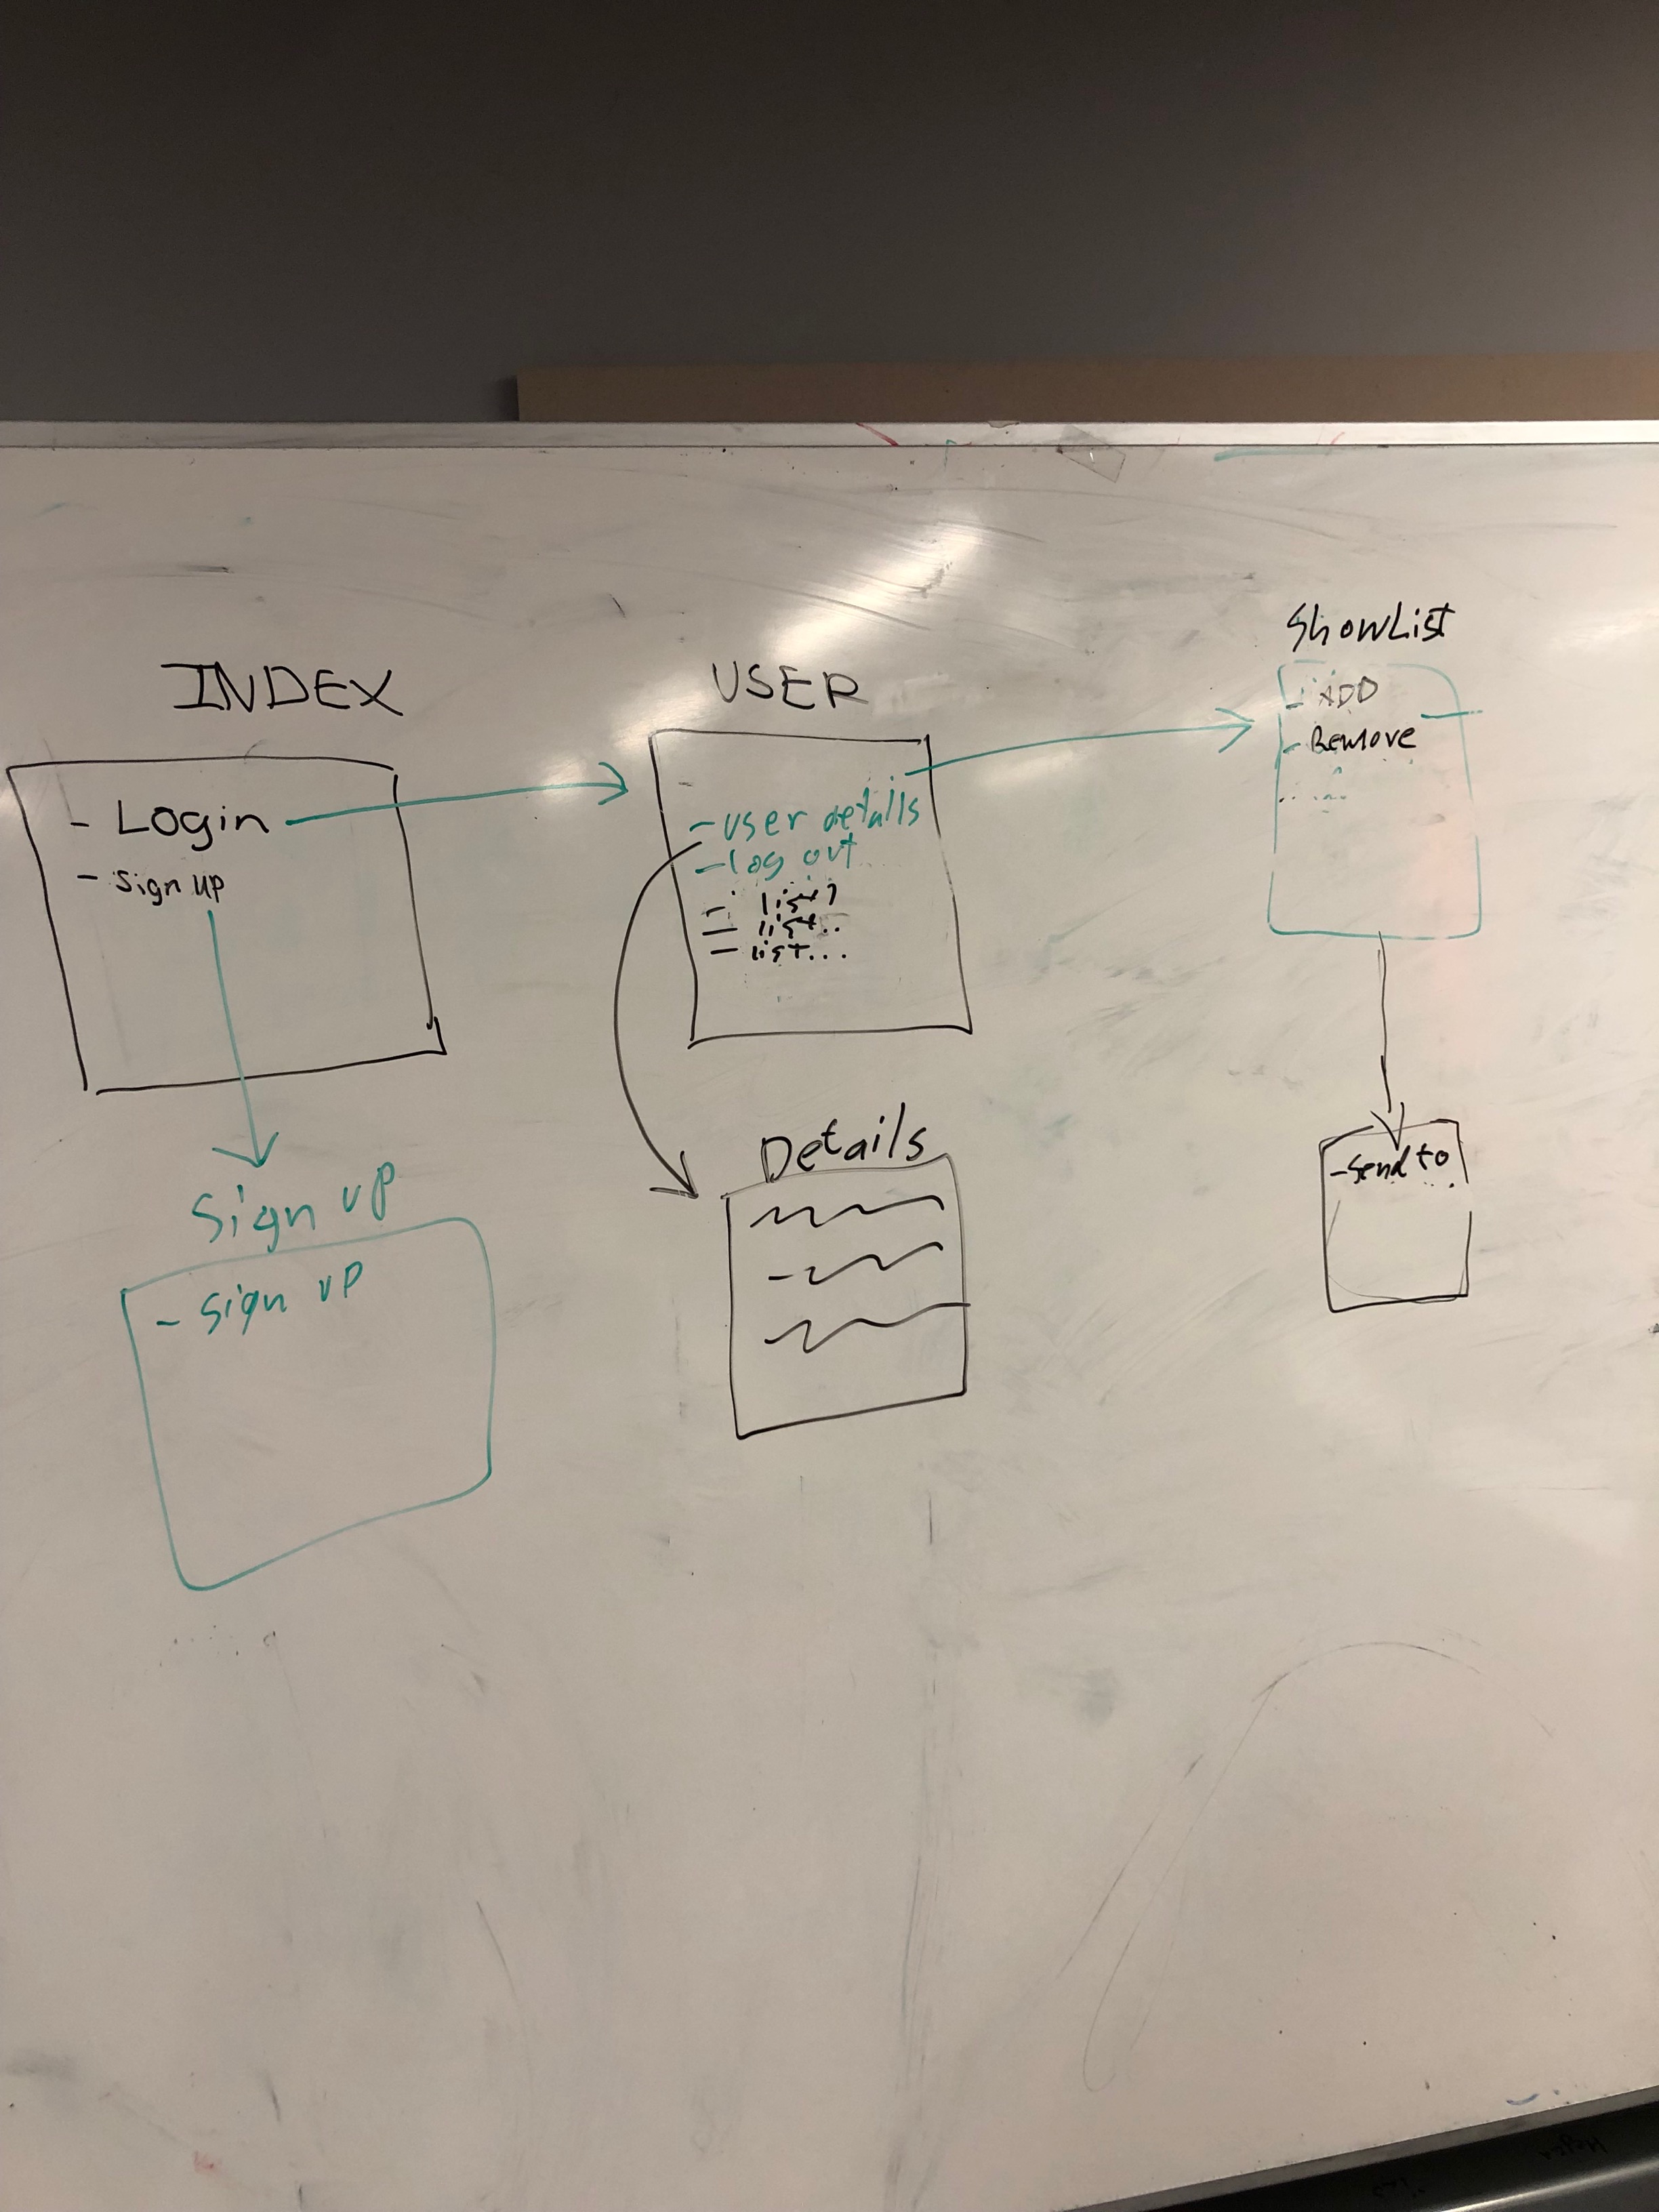 INDEX
- Login
- Sign up
Sign up
- Sign up
USER
- user details
- log out
- list
- list..
- list...
Details
ShowList
- ADD
- Remove
- Send to